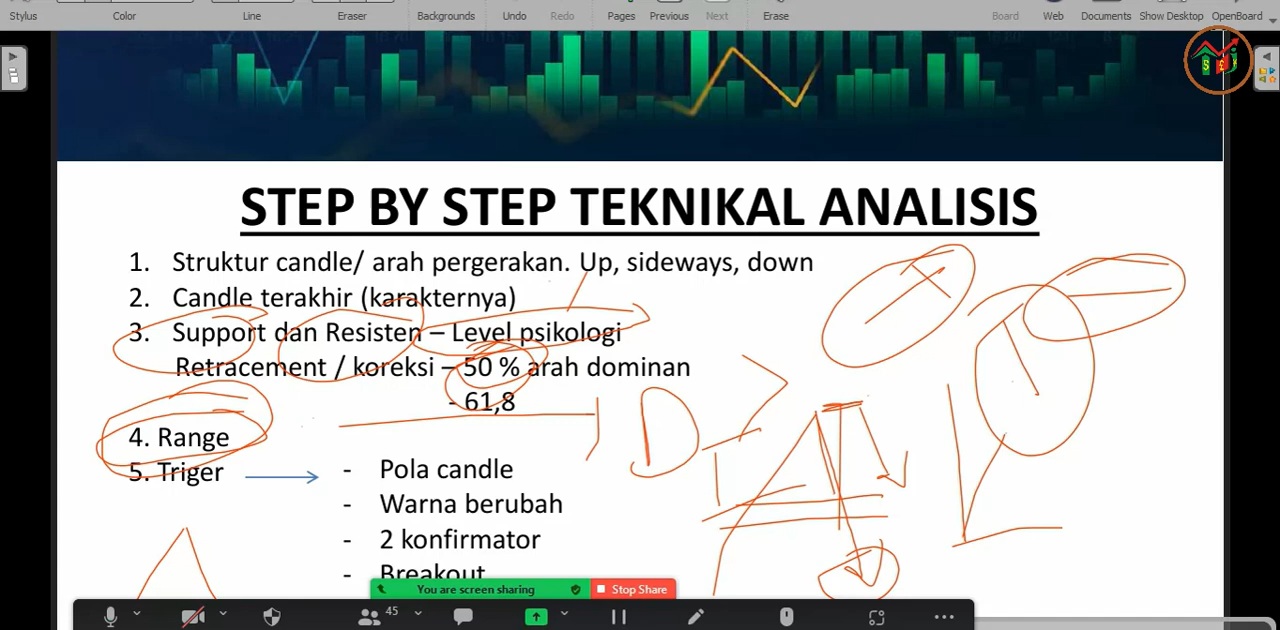 Stylus Color Line Eraser Backgrounds Undo Redo Pages Previous Next Erase Board Web Documents Show Desktop OpenBoard
STEP BY STEP TEKNIKAL ANALISIS
1. Struktur candle/ arah pergerakan. Up, sideways, down
2. Candle terakhir (karakternya)
3. Support dan Resisten – Level psikologi
Retracement / koreksi – 50 % arah dominan
- 61,8
4. Range
5. Triger
- Pola candle
- Warna berubah
- 2 konfirmator
- Breakout
You are screen sharing Stop Share
45